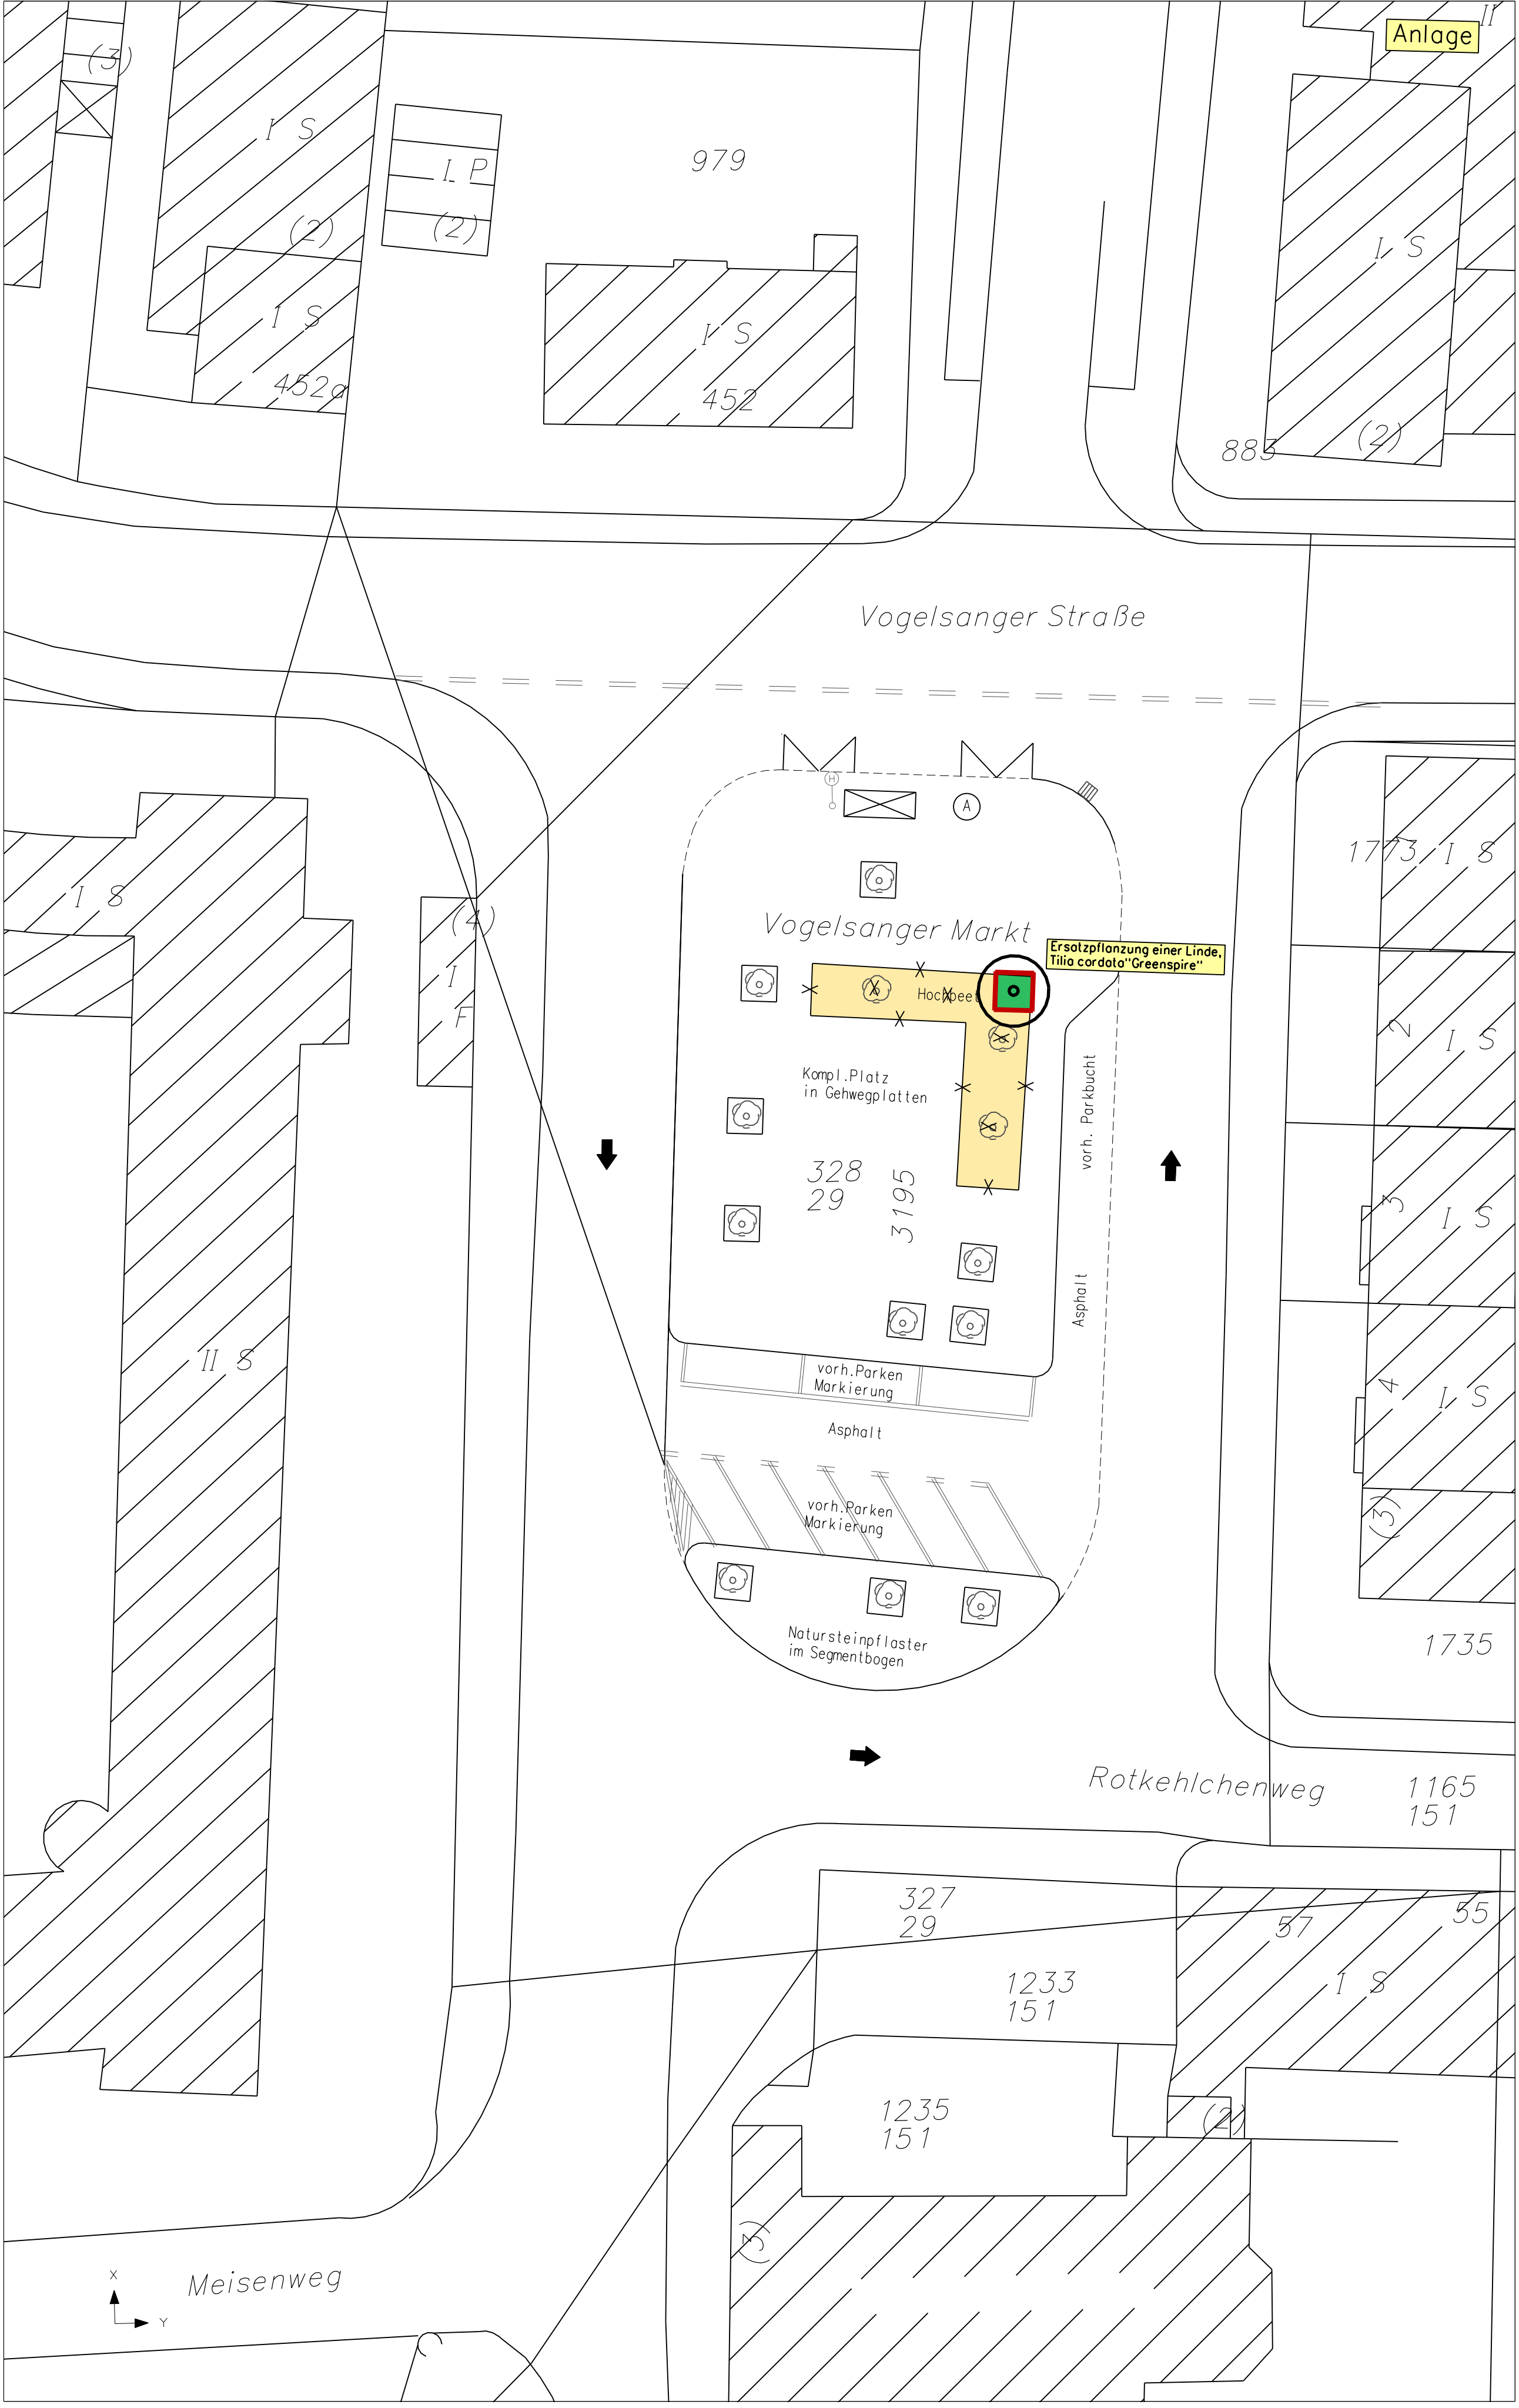 II
Anlage
(3)
I S
I P
(2)
979
(2)
I S
I S
I S
452a
452
885
(2)
Vogelsanger Straße
H
A
1773
I S
I S
(4)
Vogelsanger Markt
Ersatzpflanzung einer Linde,
Tilia cordata"Greenspire"
I
F
Hochbeet
2
I S
Kompl.Platz
in Gehwegplatten
vorh. Parkbucht
328
29
3195
3
I S
Asphalt
II S
vorh.Parken
Markierung
4
I S
Asphalt
vorh.Parken
Markierung
(3)
Natursteinpflaster
im Segmentbogen
1735
Rotkehlchenweg
1165
151
327
29
57
55
1233
151
I S
1235
151
(2)
(3)
X
Meisenweg
Y